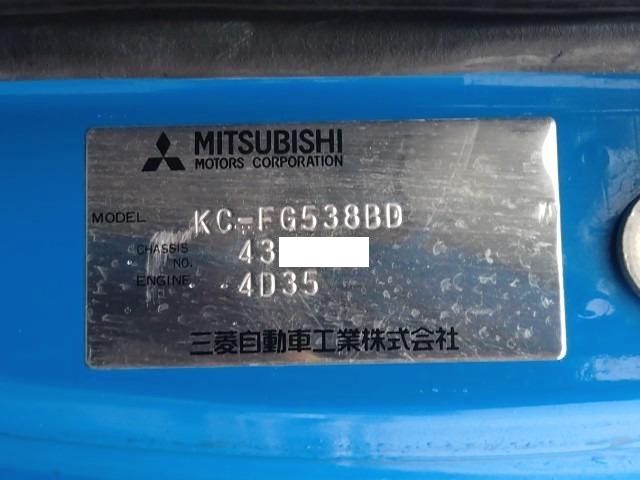 MITSUBISHI
MOTORS CORPORATION
MODEL KC-FG538BD
CHASSIS NO. 43
ENGINE 4D35
三菱自動車工業株式会社